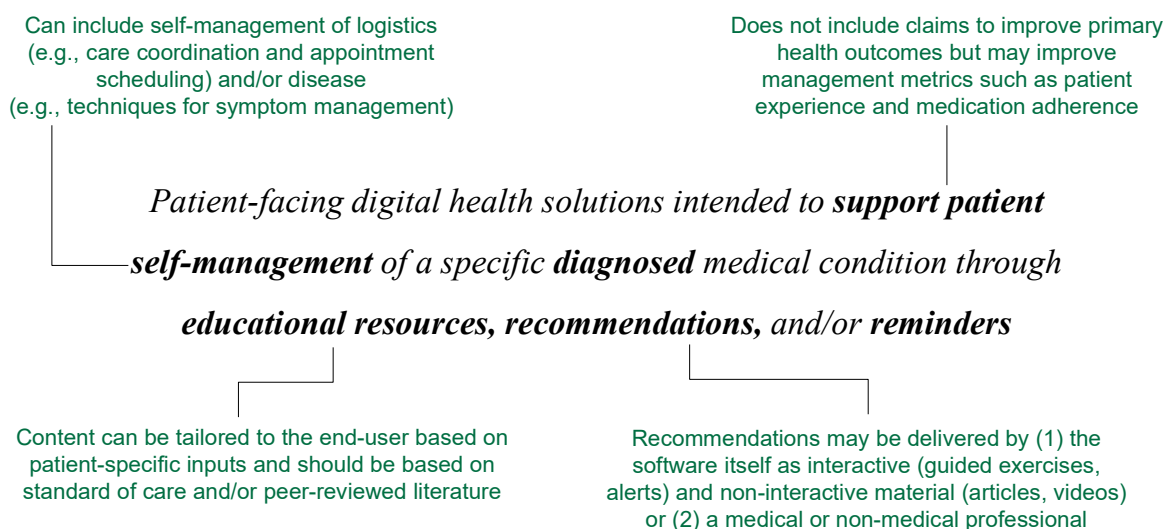 Can include self-management of logistics
(e.g., care coordination and appointment
scheduling) and/or disease
(e.g., techniques for symptom management)
Does not include claims to improve primary
health outcomes but may improve
management metrics such as patient
experience and medication adherence
Patient-facing digital health solutions intended to support patient
self-management of a specific diagnosed medical condition through
educational resources, recommendations, and/or reminders
Content can be tailored to the end-user based on
patient-specific inputs and should be based on
standard of care and/or peer-reviewed literature
Recommendations may be delivered by (1) the
software itself as interactive (guided exercises,
alerts) and non-interactive material (articles, videos)
or (2) a medical or non-medical professional